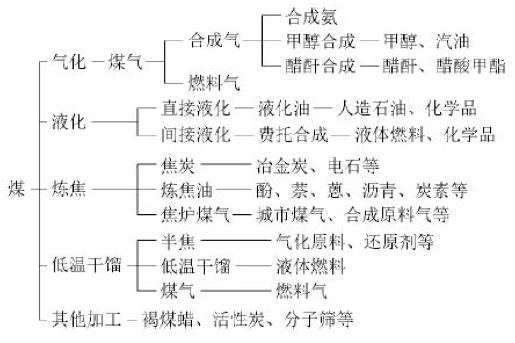 合成氨
合成气 甲醇合成 甲醇、汽油
气化 煤气 醋酐合成 醋酐、醋酸甲酯
燃料气
直接液化 液化油 人造石油、化学品
液化
间接液化 费托合成 液体燃料、化学品
焦炭 冶金炭、电石等
煤 炼焦 炼焦油 酚、萘、蒽、沥青、炭素等
焦炉煤气 城市煤气、合成原料气等
半焦 气化原料、还原剂等
低温干馏 低温干馏 液体燃料
煤气 燃料气
其他加工 褐煤蜡、活性炭、分子筛等